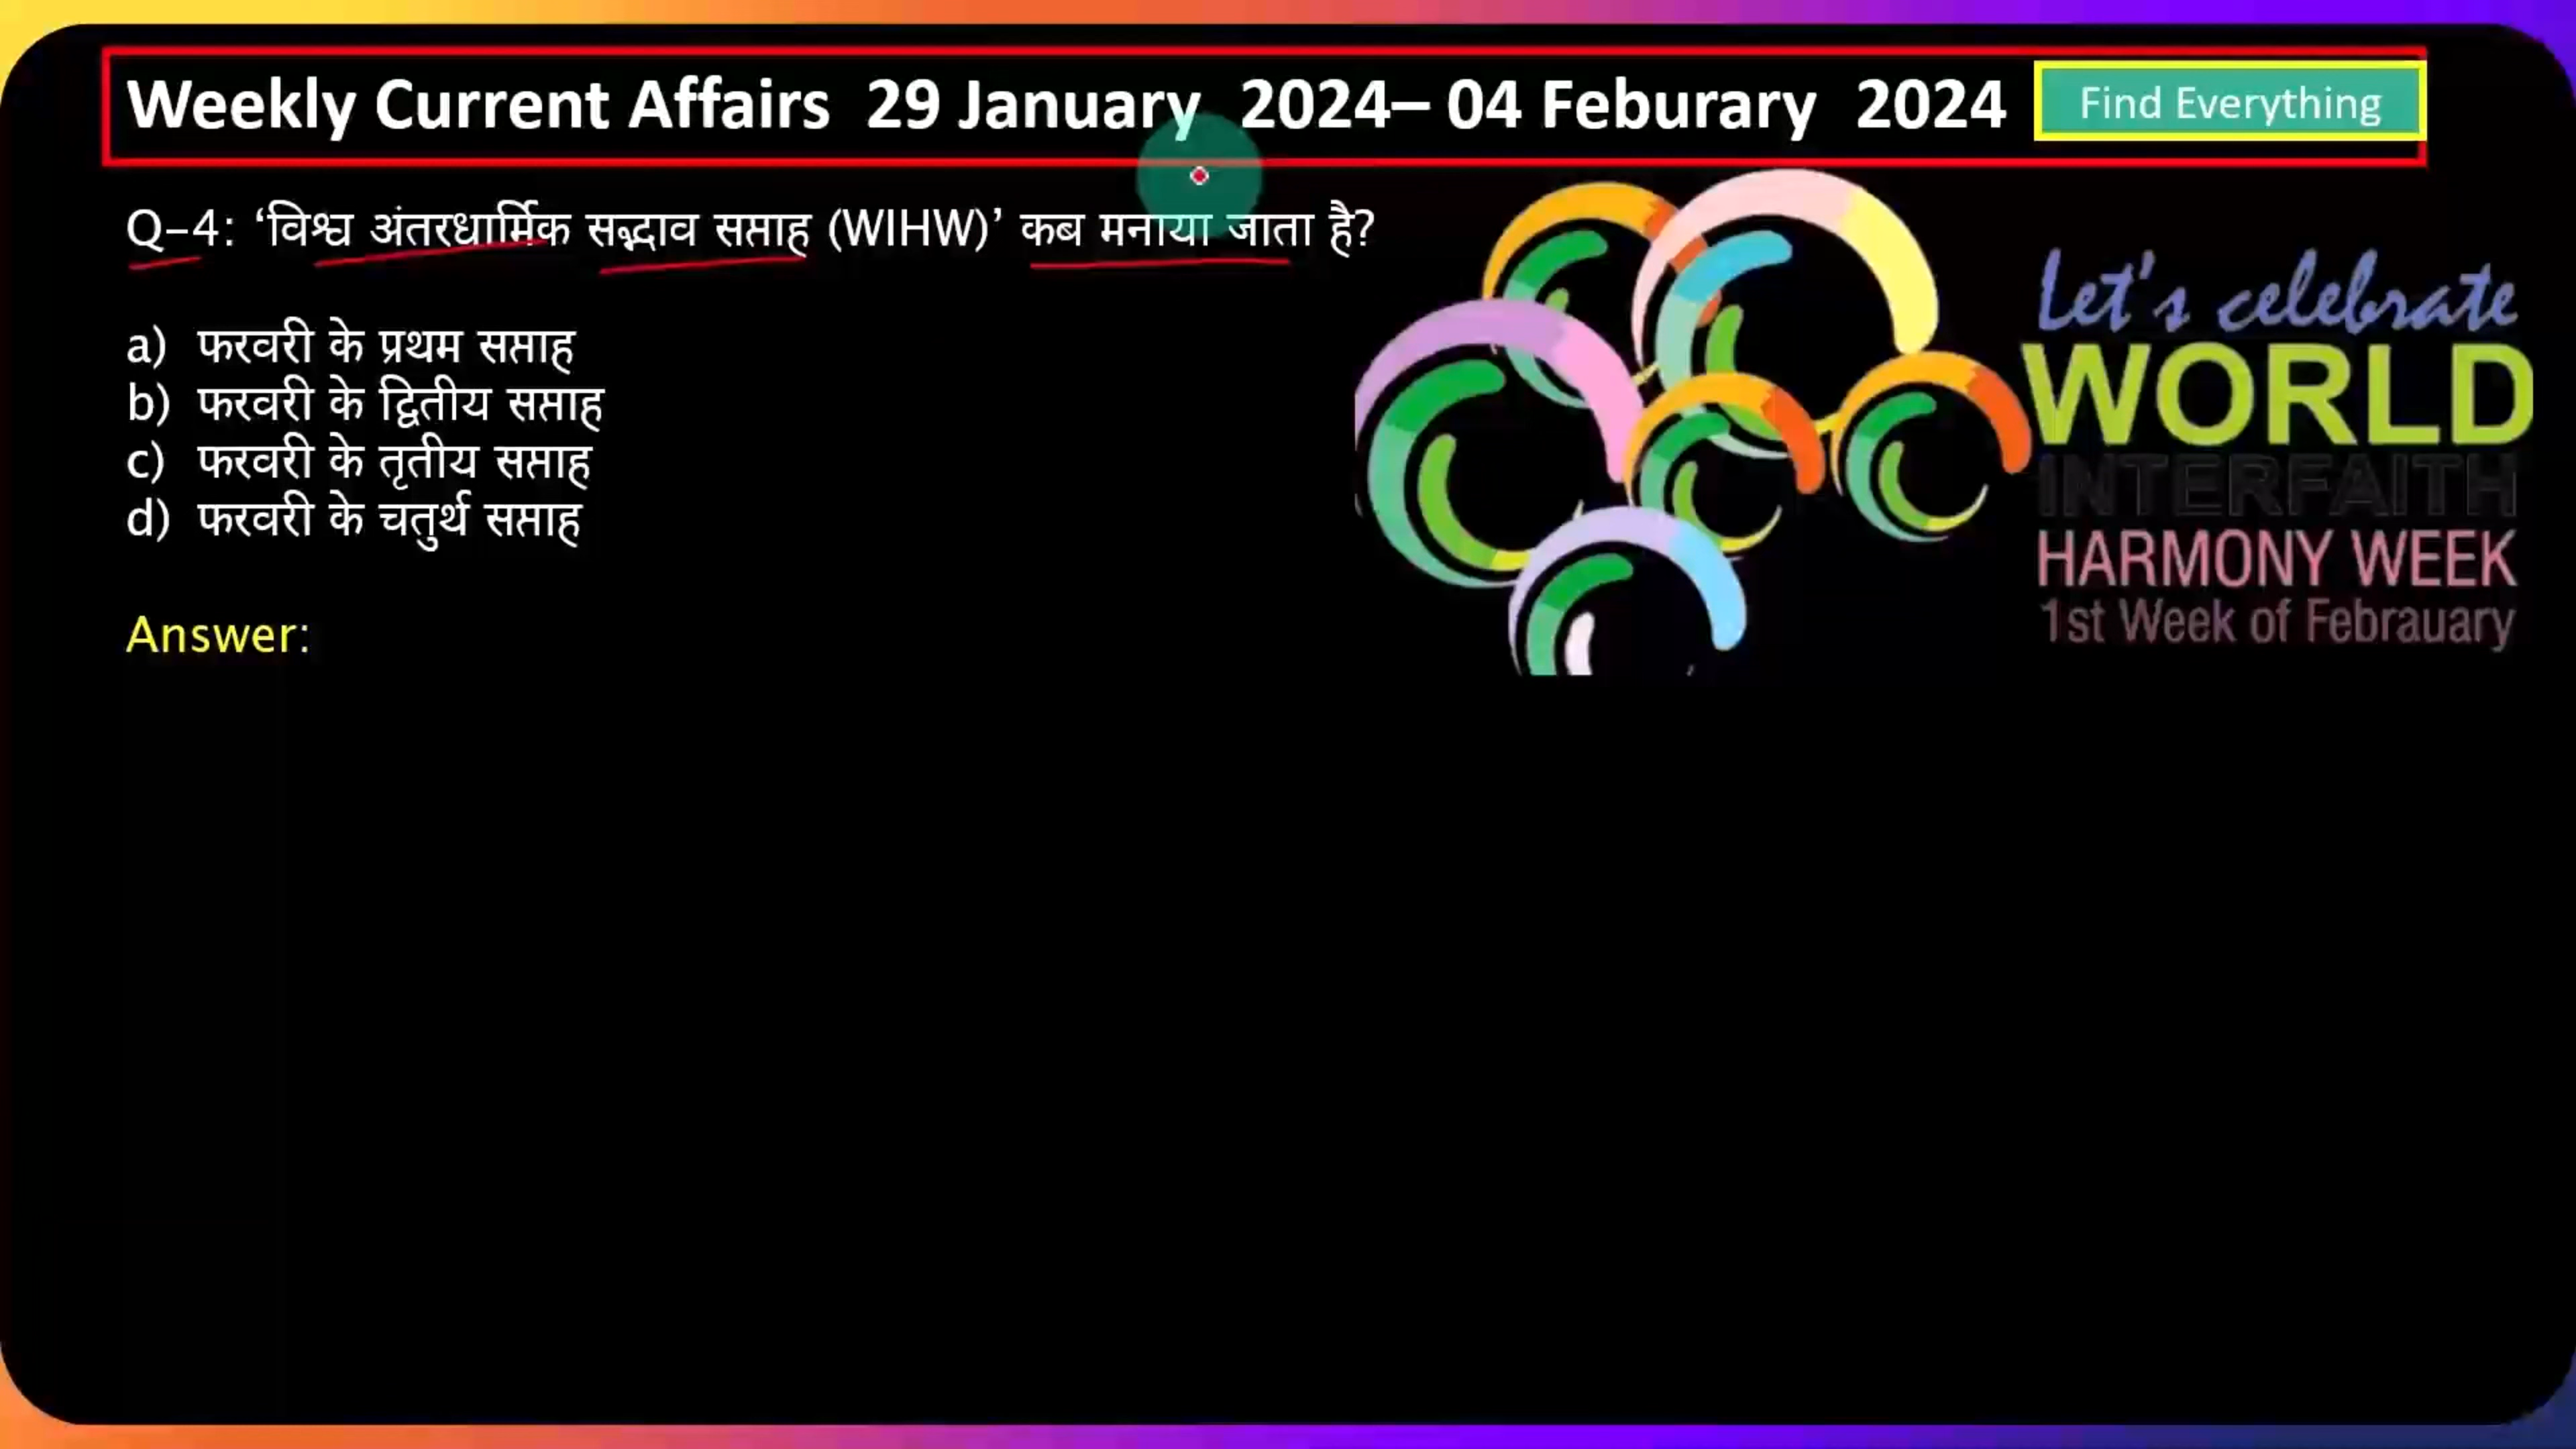 Weekly Current Affairs 29 January 2024– 04 Feburary 2024
Find Everything
Q–4: ‘विश्व अंतरधार्मिक सद्भाव सप्ताह (WIHW)’ कब मनाया जाता है?
a) फरवरी के प्रथम सप्ताह
b) फरवरी के द्वितीय सप्ताह
c) फरवरी के तृतीय सप्ताह
d) फरवरी के चतुर्थ सप्ताह
Answer:
Let's celebrate
WORLD
INTERFAITH
HARMONY WEEK
1st Week of Febrauary